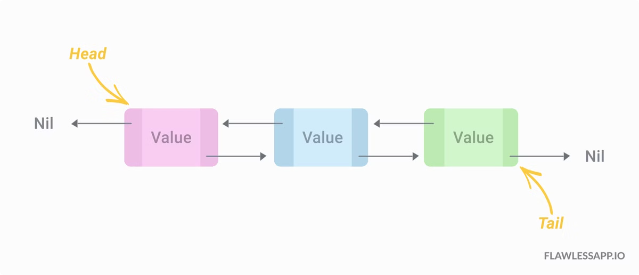 Head
Nil
Value
Value
Value
Nil
Tail
FLAWLESSAPP.IO